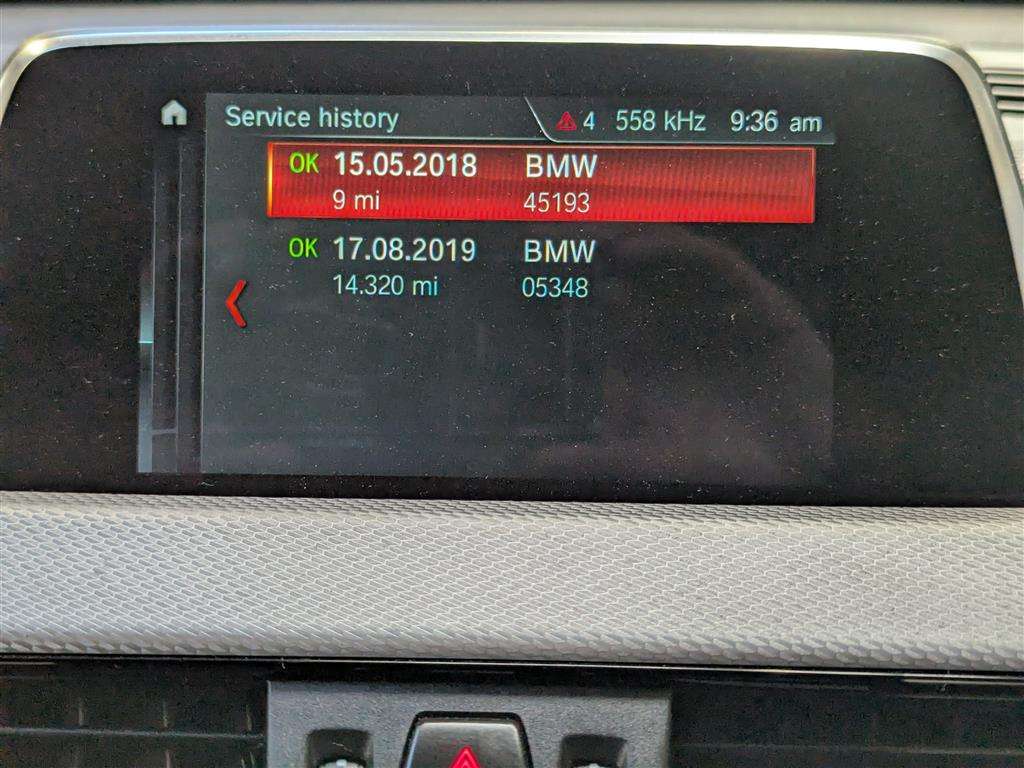 Service history 4 558 kHz 9:36 am
OK 15.05.2018 BMW
9 mi 45193
OK 17.08.2019 BMW
14.320 mi 05348